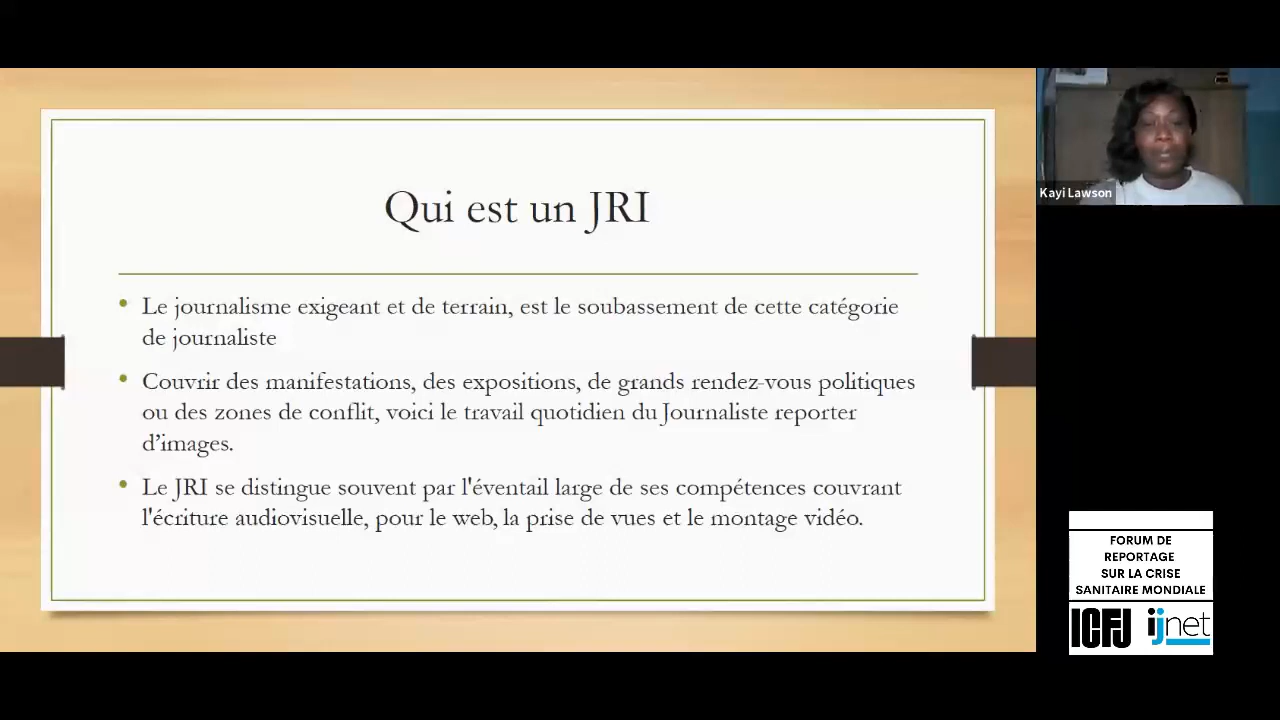 Qui est un JRI
• Le journalisme exigeant et de terrain, est le soubassement de cette catégorie
de journaliste
• Couvrir des manifestations, des expositions, de grands rendez-vous politiques
ou des zones de conflit, voici le travail quotidien du Journaliste reporter
d’images.
• Le JRI se distingue souvent par l'éventail large de ses compétences couvrant
l'écriture audiovisuelle, pour le web, la prise de vues et le montage vidéo.
Kayi Lawson
FORUM DE
REPORTAGE
SUR LA CRISE
SANITAIRE MONDIALE
ICFJ ijnet